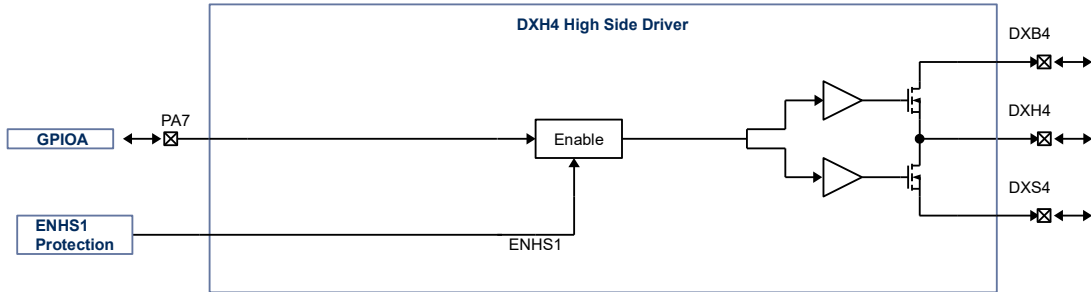 DXH4 High Side Driver
DXB4
PA7
DXH4
GPIOA
Enable
DXS4
ENHS1
Protection
ENHS1